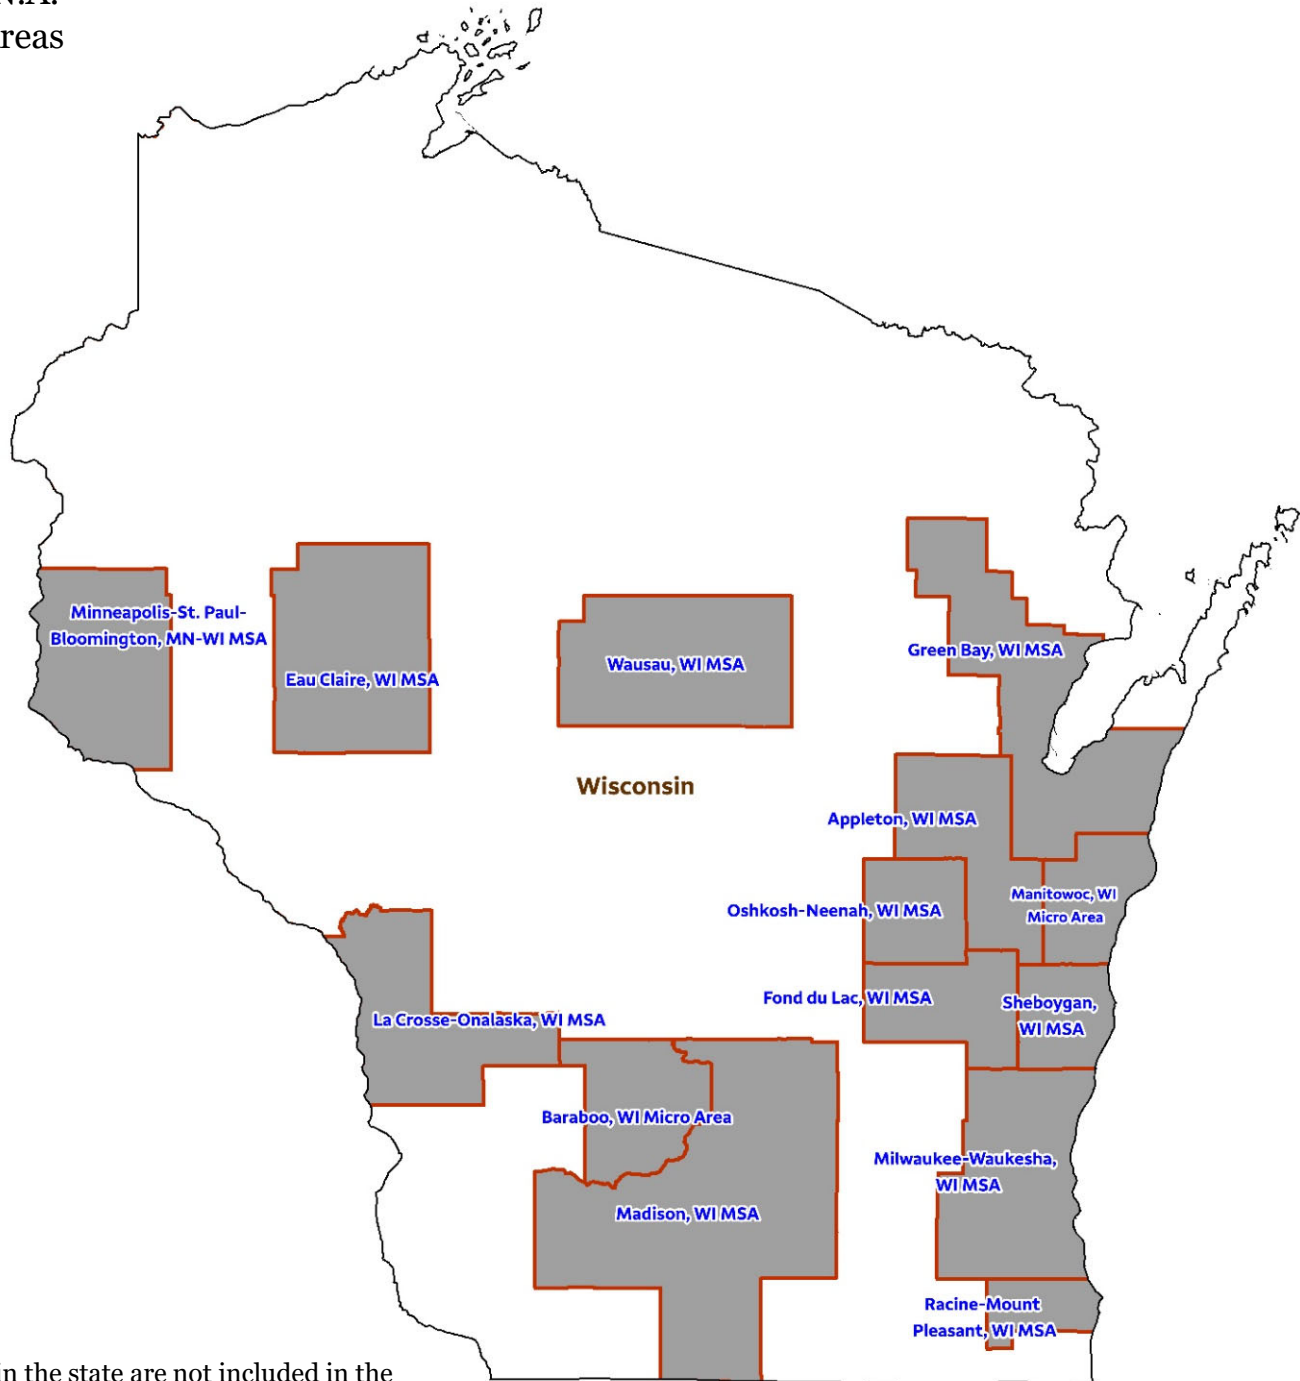 N.A.
reas
Minneapolis-St. Paul-
Bloomington, MN-WI MSA
Eau Claire, WI MSA
Wausau, WI MSA
Green Bay, WI MSA
Wisconsin
Appleton, WI MSA
Manitowoc, WI
Micro Area
Oshkosh-Neenah, WI MSA
Fond du Lac, WI MSA
Sheboygan,
WI MSA
La Crosse-Onalaska, WI MSA
Baraboo, WI Micro Area
Milwaukee-Waukesha,
WI MSA
Madison, WI MSA
Racine-Mount
Pleasant, WI MSA
in the state are not included in the